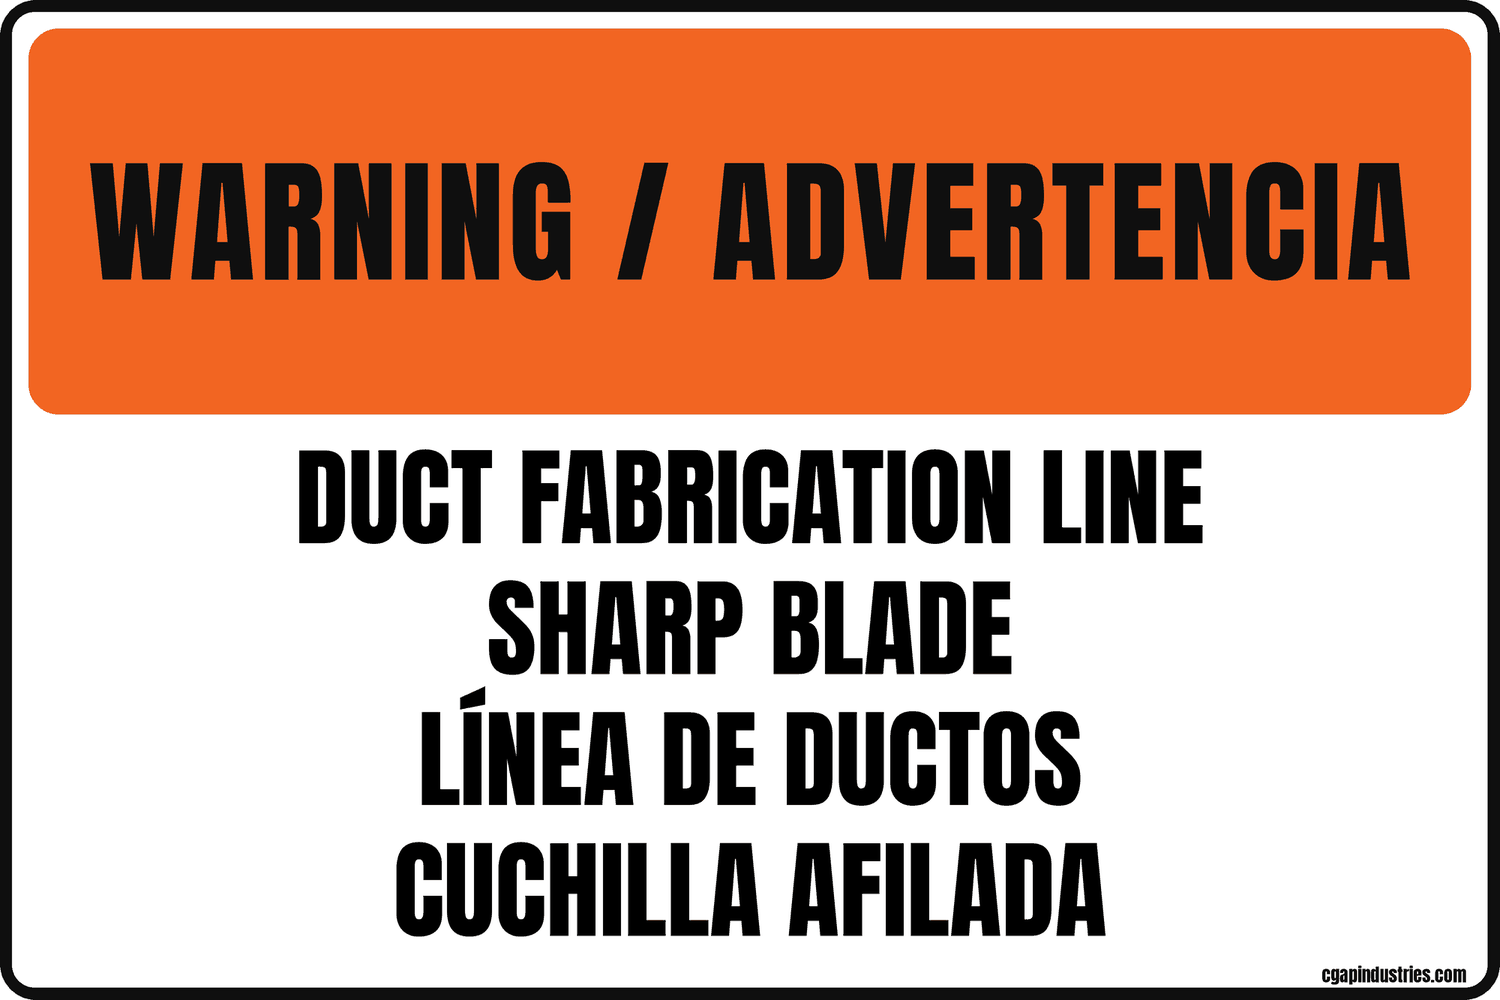 WARNING / ADVERTENCIA
DUCT FABRICATION LINE
SHARP BLADE
LÍNEA DE DUCTOS
CUCHILLA AFILADA
cgapindustries.com